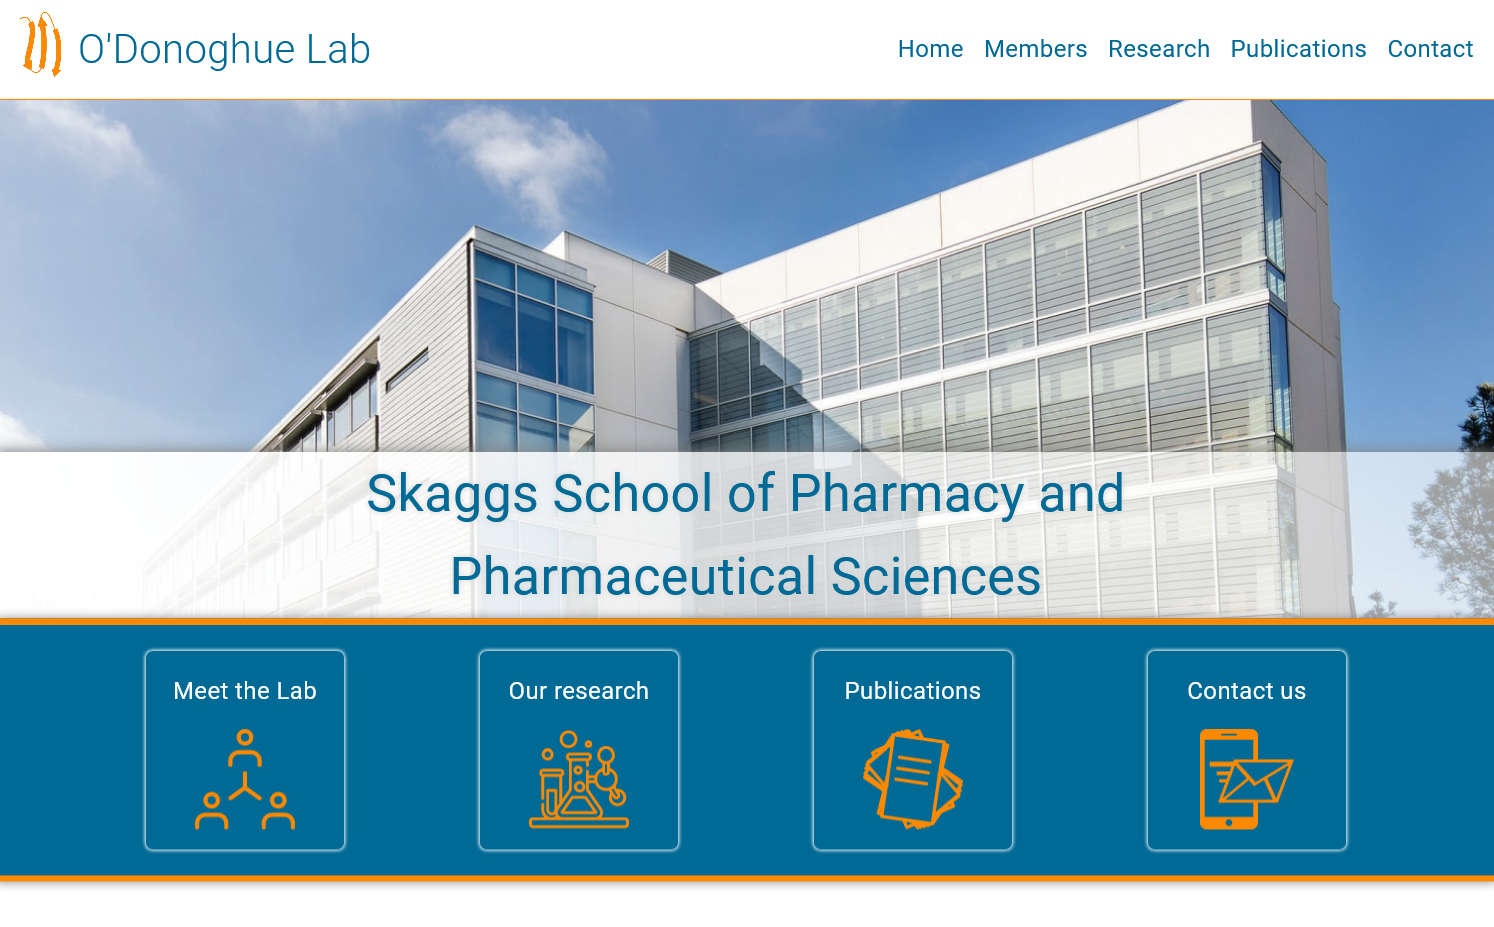 O'Donoghue Lab
Home Members Research Publications Contact
Skaggs School of Pharmacy and
Pharmaceutical Sciences
Meet the Lab
Our research
Publications
Contact us